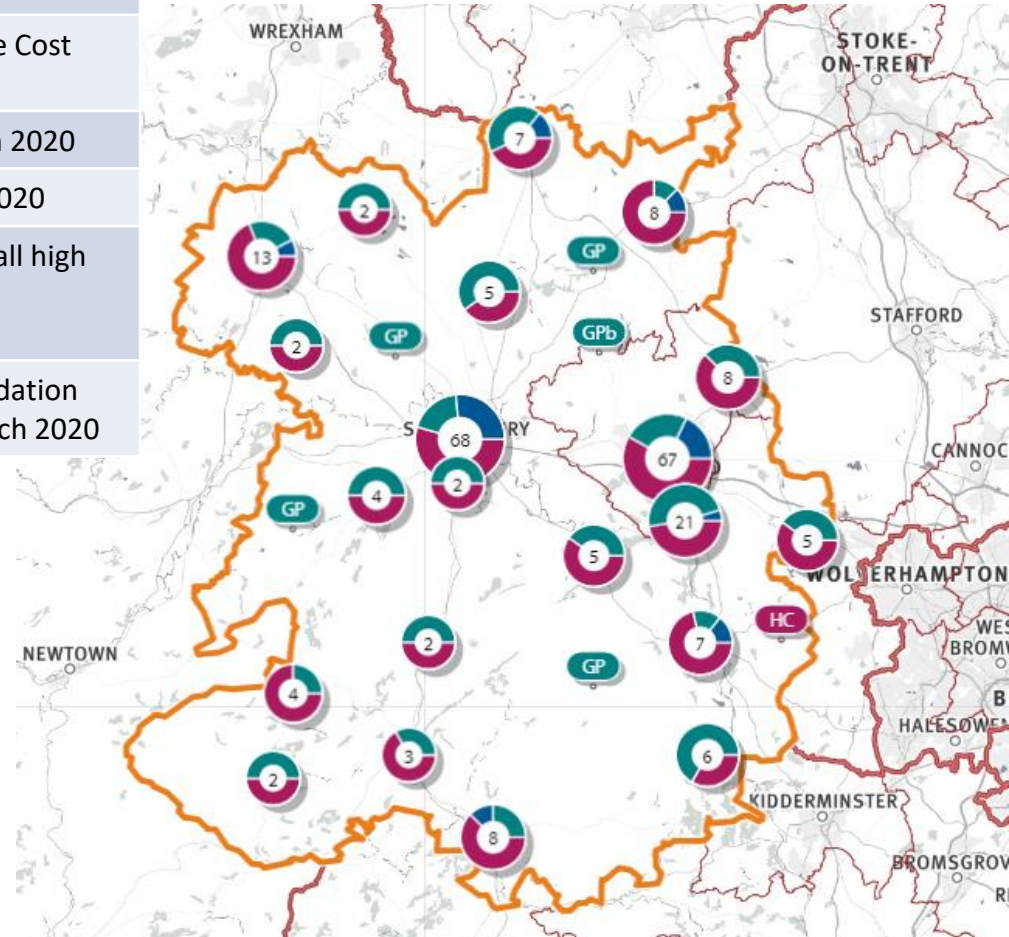 e Cost
n 2020
020
all high
dation
ch 2020
WREXHAM
STOKE-
ON-TRENT
7
2
8
13
GP
5
STAFFORD
GP
GPb
2
8
S RY
68
67
CANNOC
2
4
21
GP
5
5
WOL ERHAMPTON
HC
WES
BROMW
7
2
NEWTOWN
GP
4
B
HALESOWEN
3
6
2
KIDDERMINSTER
8
BROMSGROV